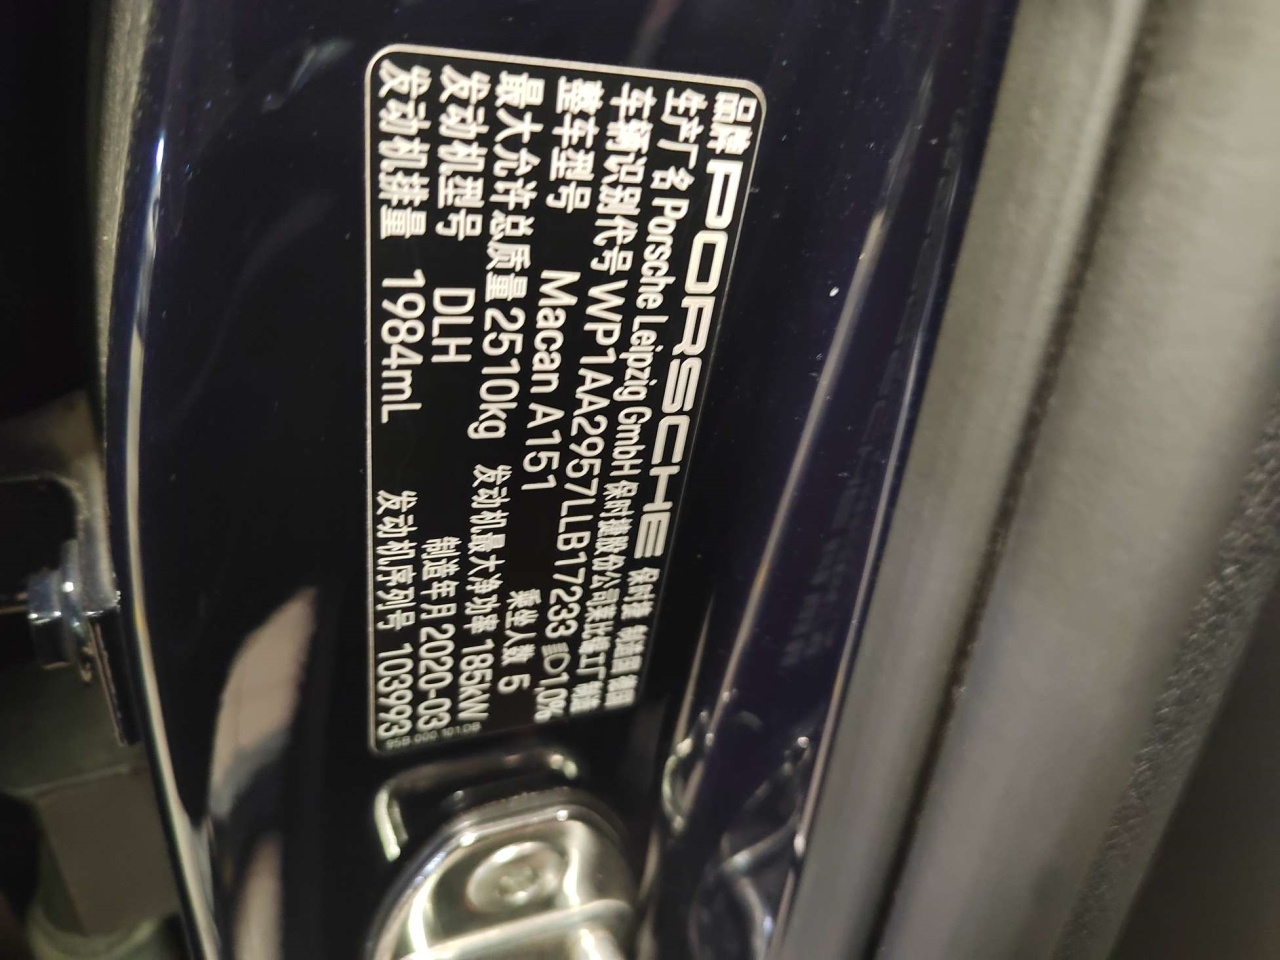 品牌 PORSCHE 保时捷 制造国 德国
生产厂名 Porsche Leipzig GmbH 保时捷股份公司莱比锡工厂 制造
车辆识别代号 WP1AA2957LLB17233 1,0%
整车型号 Macan A151 乘坐人数 5
最大允许总质量 2510kg 发动机最大净功率 185kW
发动机型号 DLH 制造年月 2020-03
发动机排量 1984mL 发动机序列号 103993
95B.000.101.DB